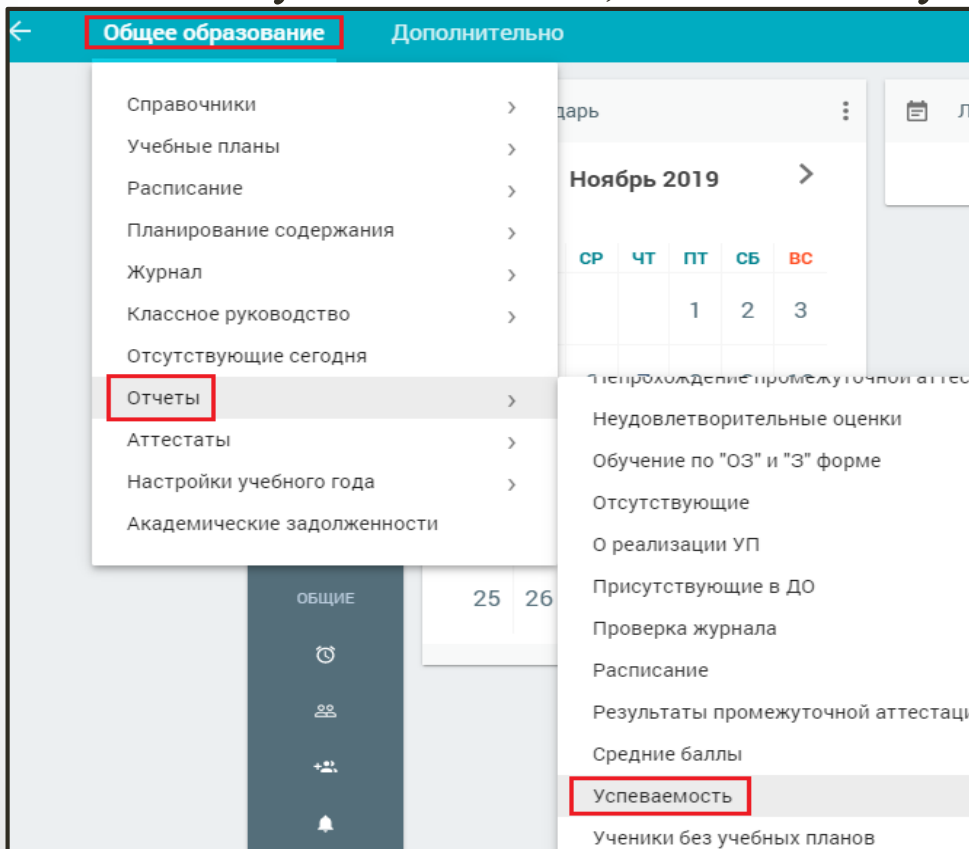 Общее образование Дополнительно
Справочники
Учебные планы
Расписание
Планирование содержания
Журнал
Классное руководство
Отсутствующие сегодня
Отчеты
Аттестаты
Настройки учебного года
Академические задолженности
Ноябрь 2019
СР ЧТ ПТ СБ ВС
1 2 3
Неудовлетворительные оценки
Обучение по "ОЗ" и "З" форме
Отсутствующие
О реализации УП
Присутствующие в ДО
Проверка журнала
Расписание
Результаты промежуточной
Средние баллы
Успеваемость
Ученики без учебных планов
ОБЩИЕ
25 26